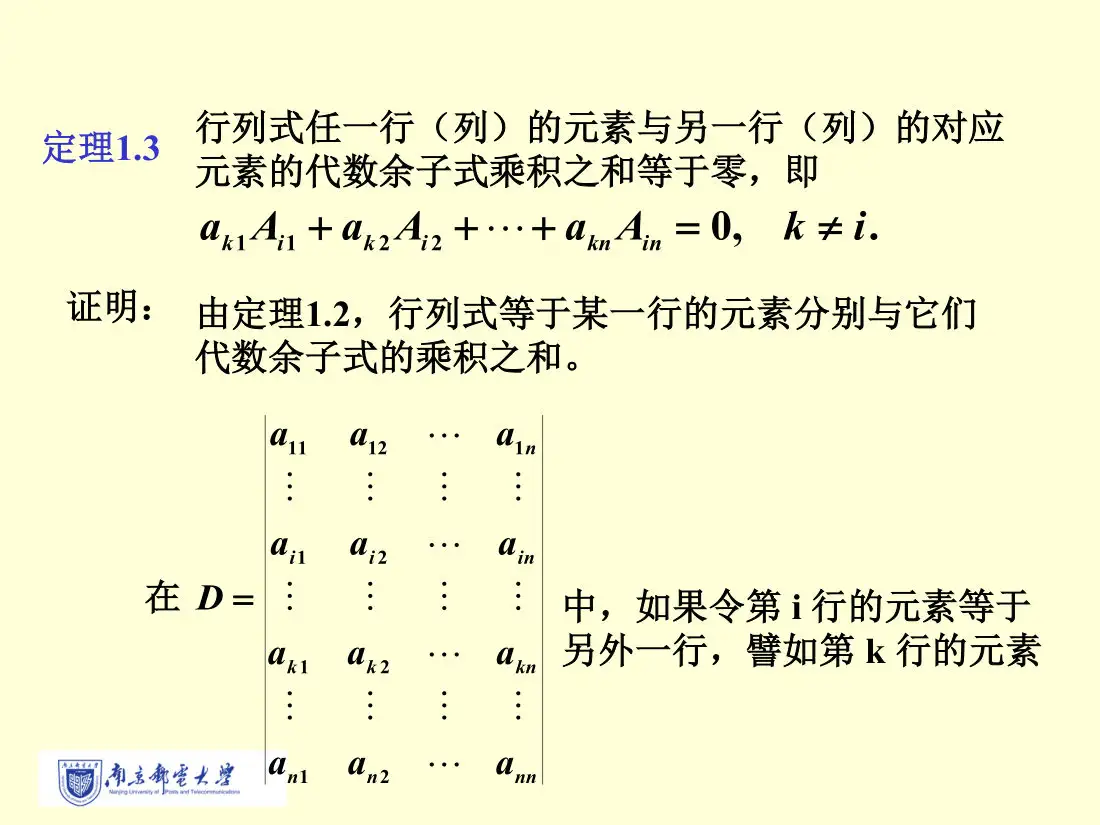 定理1.3
行列式任一行（列）的元素与另一行（列）的对应
元素的代数余子式乘积之和等于零，即
a_{k1} A_{i1} + a_{k2} A_{i2} + ⋯ + a_{kn} A_{in} = 0, k ≠ i.
证明：
由定理1.2，行列式等于某一行的元素分别与它们
代数余子式的乘积之和。
a_{11} a_{12} ⋯ a_{1n}
⋮ ⋮ ⋮ ⋮
a_{i1} a_{i2} ⋯ a_{in}
在 D = ⋮ ⋮ ⋮ ⋮ 中，如果令第 i 行的元素等于
另外一行，譬如第 k 行的元素
a_{k1} a_{k2} ⋯ a_{kn}
⋮ ⋮ ⋮ ⋮
a_{n1} a_{n2} ⋯ a_{nn}
南京邮电大学
Nanjing University of Posts and Telecommunications